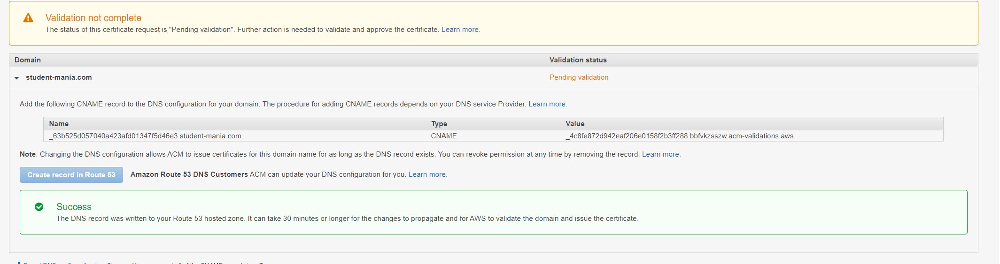 Validation not complete
The status of this certificate request is "Pending validation". Further action is needed to validate and approve the certificate. Learn more.
Domain Validation status
student-mania.com Pending validation
Add the following CNAME record to the DNS configuration for your domain. The procedure for adding CNAME records depends on your DNS service Provider. Learn more.
Name Type Value
_63b525d057040a423afd01347f5d46e3.student-mania.com. CNAME _4c8fe872d942eaf206e0158f2b3ff288.bbfvkzsszw.acm-validations.aws.
Note: Changing the DNS configuration allows ACM to issue certificates for this domain name for as long as the DNS record exists. You can revoke permission at any time by removing the record. Learn more.
Create record in Route 53 Amazon Route 53 DNS Customers ACM can update your DNS configuration for you. Learn more.
Success
The DNS record was written to your Route 53 hosted zone. It can take 30 minutes or longer for the changes to propagate and for AWS to validate the domain and issue the certificate.